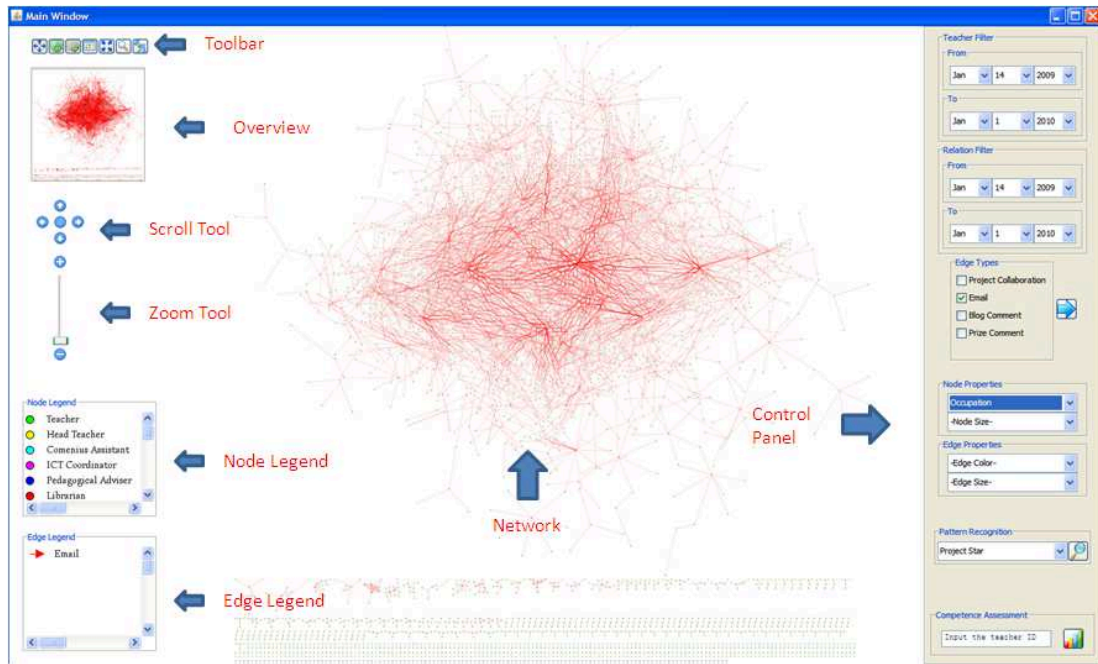 Main Window
Toolbar
Overview
Scroll Tool
Zoom Tool
Node Legend
Teacher
Head Teacher
Comenius Assistant
ICT Coordinator
Pedagogical Adviser
Librarian
Node Legend
Edge Legend
Email
Edge Legend
Network
Control
Panel
Teacher Filter
From
Jan 14 2009
To
Jan 1 2010
Relation Filter
From
Jan 14 2009
To
Jan 1 2010
Edge Types
Project Collaboration
Email
Blog Comment
Prize Comment
Node Properties
Occupation
-Node Size-
Edge Properties
-Edge Color-
-Edge Size-
Pattern Recognition
Project Star
Competence Assessment
Input the teacher ID